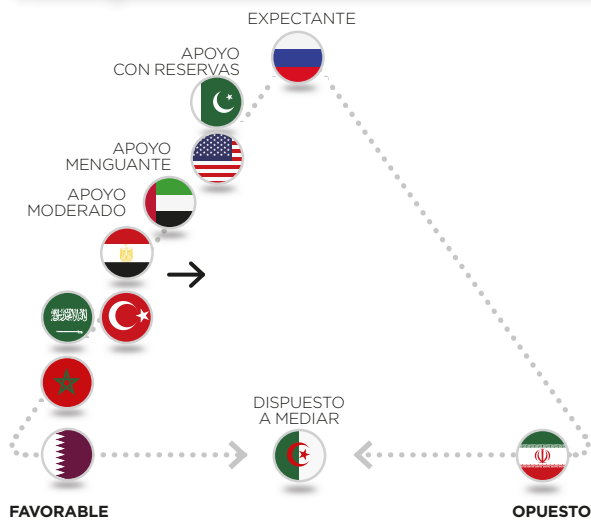 EXPECTANTE
APOYO
CON RESERVAS
APOYO
MENGUANTE
APOYO
MODERADO
DISPUESTO
A MEDIAR
FAVORABLE
OPUESTO